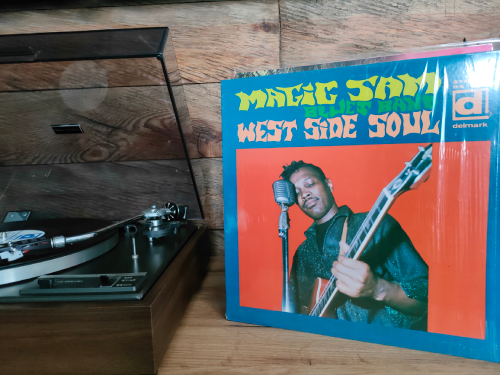 MAGIC SAM
BLUES BAND
WEST SIDE SOUL
d
delmark